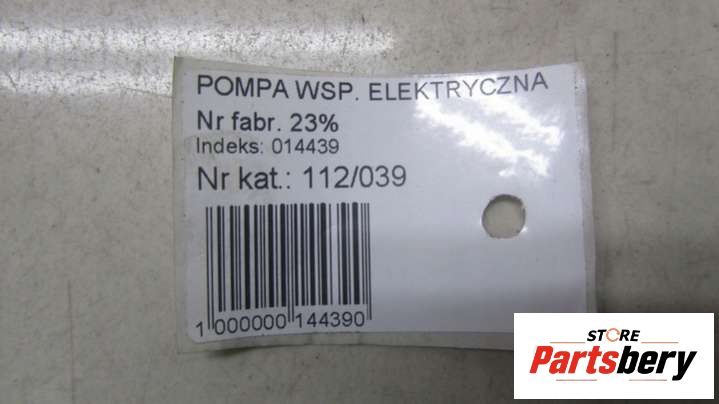 POMPA WSP. ELEKTRYCZNA
Nr fabr. 23%
Indeks: 014439
Nr kat.: 112/039
1 000000 144390
STORE
Partsbery